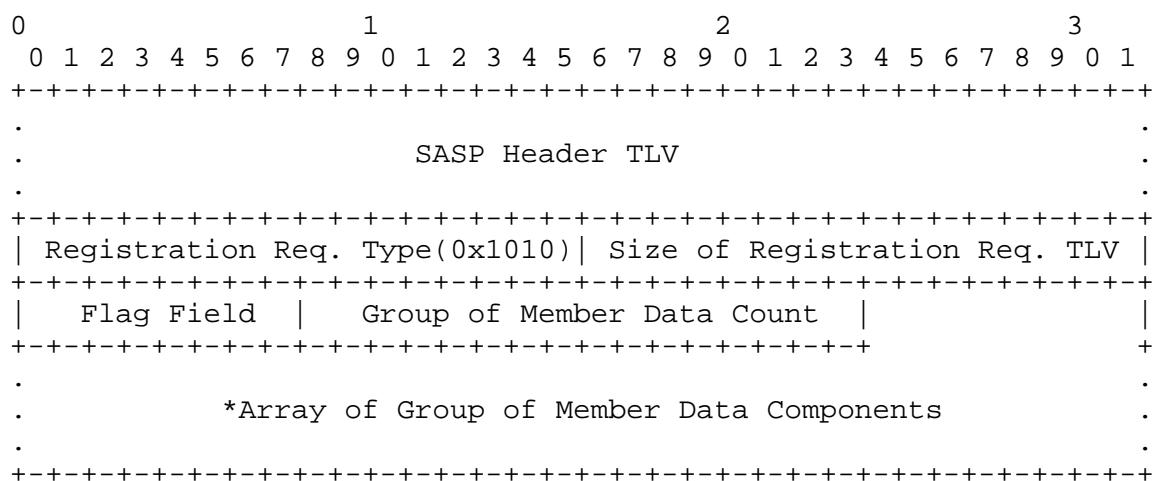 0                   1                   2                   3
 0 1 2 3 4 5 6 7 8 9 0 1 2 3 4 5 6 7 8 9 0 1 2 3 4 5 6 7 8 9 0 1
+-+-+-+-+-+-+-+-+-+-+-+-+-+-+-+-+-+-+-+-+-+-+-+-+-+-+-+-+-+-+-+-+
.                                                               .
.                      SASP Header TLV                          .
.                                                               .
+-+-+-+-+-+-+-+-+-+-+-+-+-+-+-+-+-+-+-+-+-+-+-+-+-+-+-+-+-+-+-+-+
| Registration Req. Type(0x1010)| Size of Registration Req. TLV |
+-+-+-+-+-+-+-+-+-+-+-+-+-+-+-+-+-+-+-+-+-+-+-+-+-+-+-+-+-+-+-+-+
|   Flag Field  |   Group of Member Data Count  |               |
+-+-+-+-+-+-+-+-+-+-+-+-+-+-+-+-+-+-+-+-+-+-+-+-+               +
.                                                               .
.           *Array of Group of Member Data Components           .
.                                                               .
+-+-+-+-+-+-+-+-+-+-+-+-+-+-+-+-+-+-+-+-+-+-+-+-+-+-+-+-+-+-+-+-+